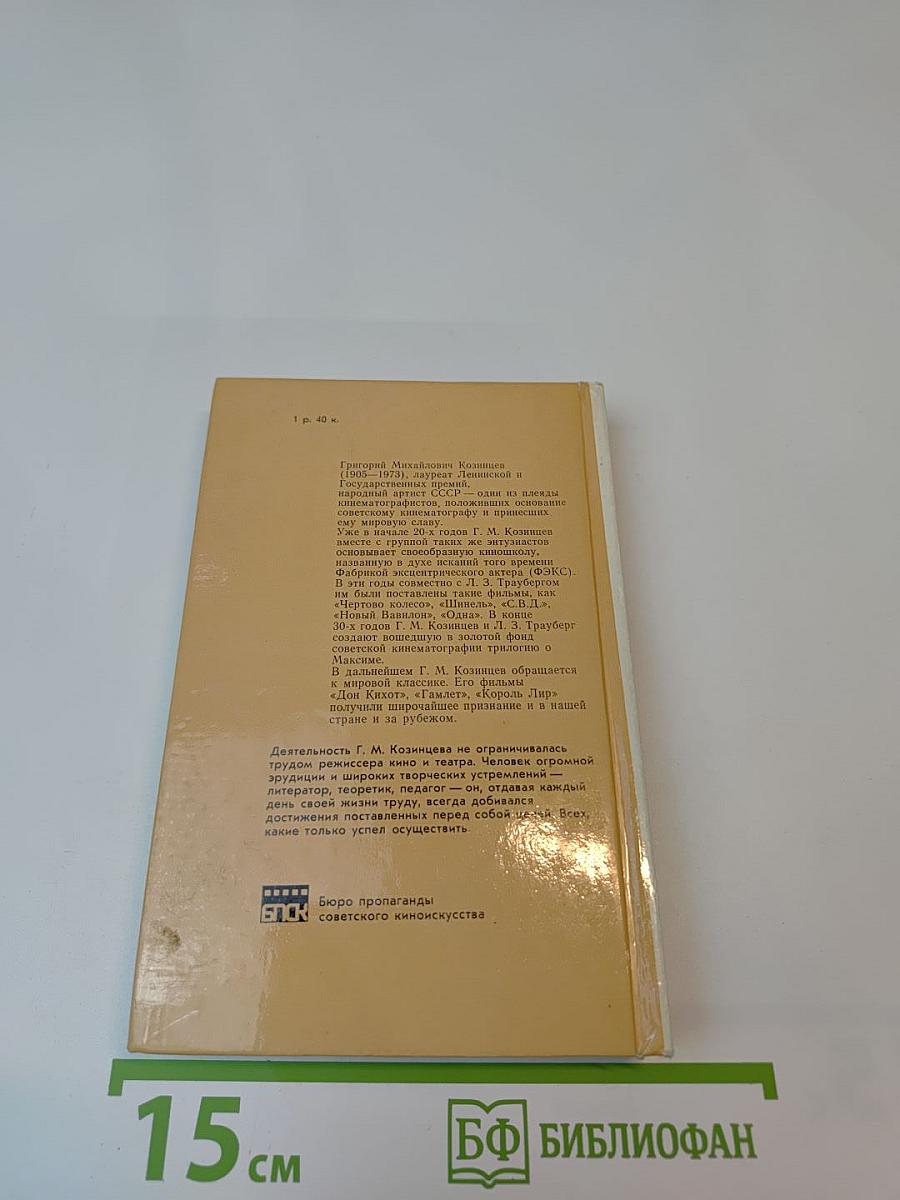 1 р. 40 к.
Григорий Михайлович Козинцев
(1905—1973), лауреат Ленинской и
Государственных премий,
народный артист СССР — один из плеяды
кинематографистов, положивших основание
советскому кинематографу и принесших
ему мировую славу.
Уже в начале 20-х годов Г. М. Козинцев
вместе с группой таких же энтузиастов
основывает своеобразную киношколу,
названную в духе исканий того времени
Фабрикой эксцентрического актера (ФЭКС).
В эти годы совместно с Л. З. Траубергом
им были поставлены такие фильмы, как
«Чертово колесо», «Шинель», «С.В.Д.»,
«Новый Вавилон», «Одна». В конце
30-х годов Г. М. Козинцев и Л. З. Трауберг
создают вошедшую в золотой фонд
советской кинематографии трилогию о
Максиме.
В дальнейшем Г. М. Козинцев обращается
к мировой классике. Его фильмы
«Дон Кихот», «Гамлет», «Король Лир»
получили широчайшее признание и в нашей
стране и за рубежом.
Деятельность Г. М. Козинцева не ограничивалась
трудом режиссера кино и театра. Человек огромной
эрудиции и широких творческих устремлений —
литератор, теоретик, педагог — он, отдавая каждый
день своей жизни труду, всегда добивался
достижения поставленных перед собой целей. Всех,
какие только успел осуществить.
БПСК
Бюро пропаганды
советского киноискусства
15 см
БФ БИБЛИОФАН